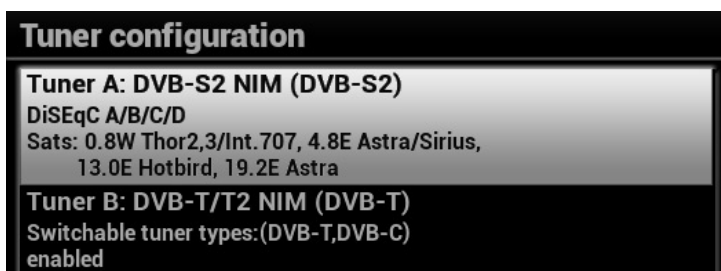 Tuner configuration
Tuner A: DVB-S2 NIM (DVB-S2)
DiSEqC A/B/C/D
Sats: 0.8W Thor2,3/Int.707, 4.8E Astra/Sirius,
13.0E Hotbird, 19.2E Astra
Tuner B: DVB-T/T2 NIM (DVB-T)
Switchable tuner types:(DVB-T,DVB-C)
enabled